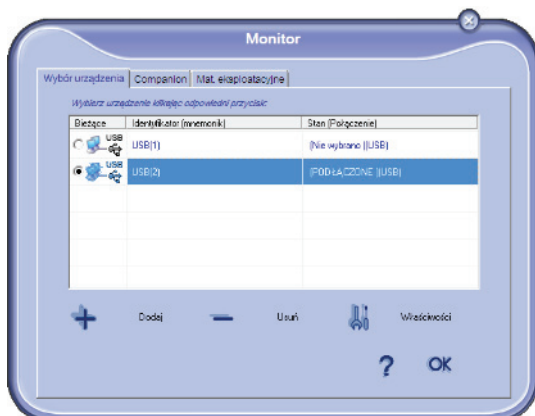 Monitor
Wybór urządzenia Companion Mat. eksploatacyjne
Wybierz urządzenie klikając odpowiedni przycisk:
Bieżące Identyfikator (mnemonik) Stan (Połączenie)
USB USB(1) (Nie wybrano )(USB)
USB USB(2) (PODŁĄCZONE )(USB)
Dodaj Usuń Właściwości
? OK